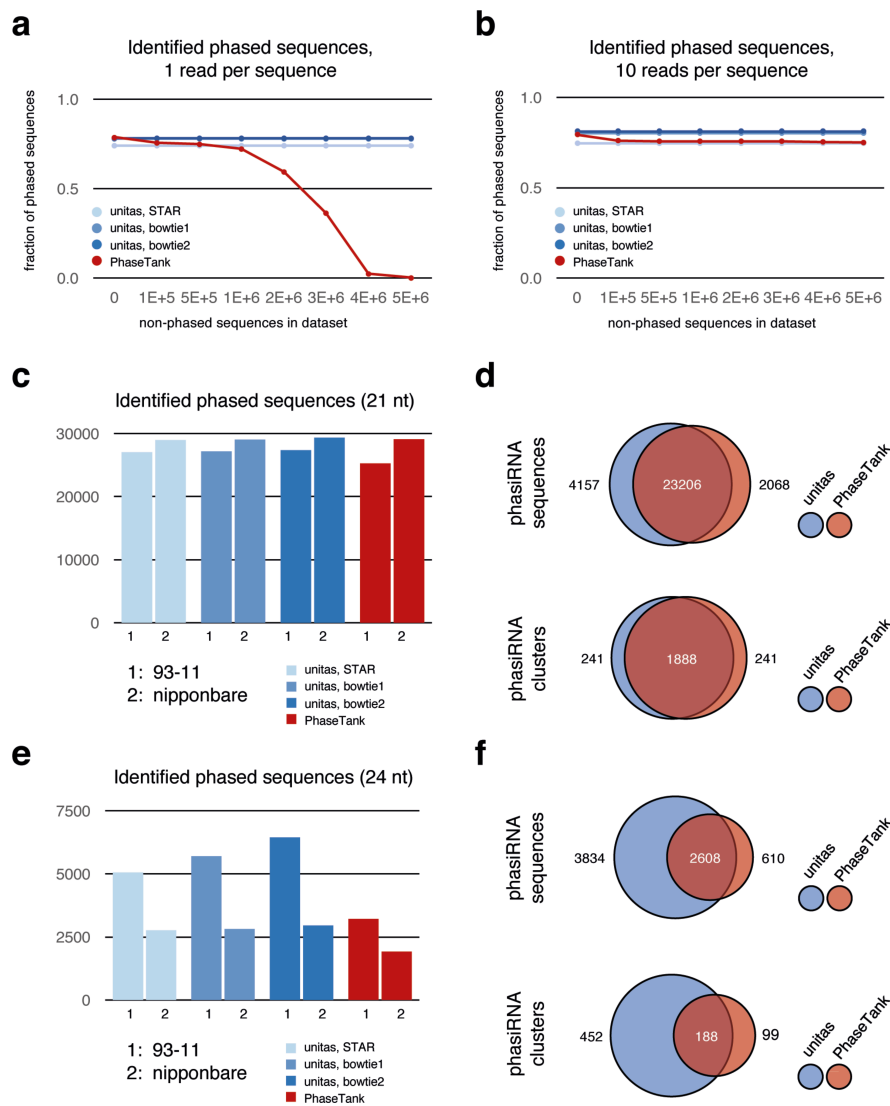 a
Identified phased sequences,
1 read per sequence
fraction of phased sequences
1.0
0.5
0.0
unitas, STAR
unitas, bowtie1
unitas, bowtie2
PhaseTank
0 1E+5 5E+5 1E+6 2E+6 3E+6 4E+6 5E+6
non-phased sequences in dataset
b
Identified phased sequences,
10 reads per sequence
fraction of phased sequences
1.0
0.5
0.0
unitas, STAR
unitas, bowtie1
unitas, bowtie2
PhaseTank
0 1E+5 5E+5 1E+6 2E+6 3E+6 4E+6 5E+6
non-phased sequences in dataset
c
Identified phased sequences (21 nt)
30000
20000
10000
0
1 2 1 2 1 2 1 2
1: 93-11
2: nipponbare
unitas, STAR
unitas, bowtie1
unitas, bowtie2
PhaseTank
d
phasiRNA
sequences
4157 23206 2068
unitas
PhaseTank
phasiRNA
clusters
241 1888 241
unitas
PhaseTank
e
Identified phased sequences (24 nt)
7500
5000
2500
0
1 2 1 2 1 2 1 2
1: 93-11
2: nipponbare
unitas, STAR
unitas, bowtie1
unitas, bowtie2
PhaseTank
f
phasiRNA
sequences
3834 2608 610
unitas
PhaseTank
phasiRNA
clusters
452 188 99
unitas
PhaseTank